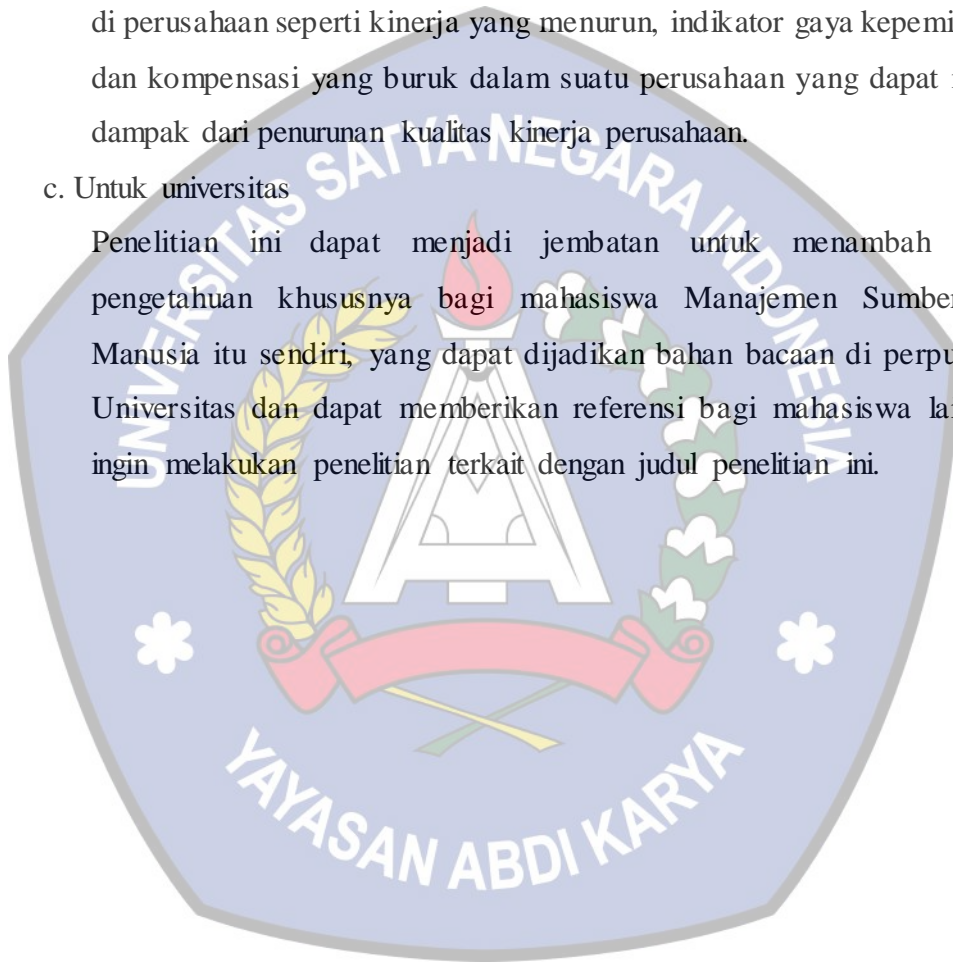 di perusahaan seperti kinerja yang menurun, indikator gaya kepemi
dan kompensasi yang buruk dalam suatu perusahaan yang dapat
dampak dari penurunan kualitas kinerja perusahaan.
c. Untuk universitas
Penelitian ini dapat menjadi jembatan untuk menambah
pengetahuan khususnya bagi mahasiswa Manajemen Sumber
Manusia itu sendiri, yang dapat dijadikan bahan bacaan di perpu
Universitas dan dapat memberikan referensi bagi mahasiswa lai
ingin melakukan penelitian terkait dengan judul penelitian ini.
UNIVERSITAS SATYA NEGARA INDONESIA
YAYASAN ABDI KARYA